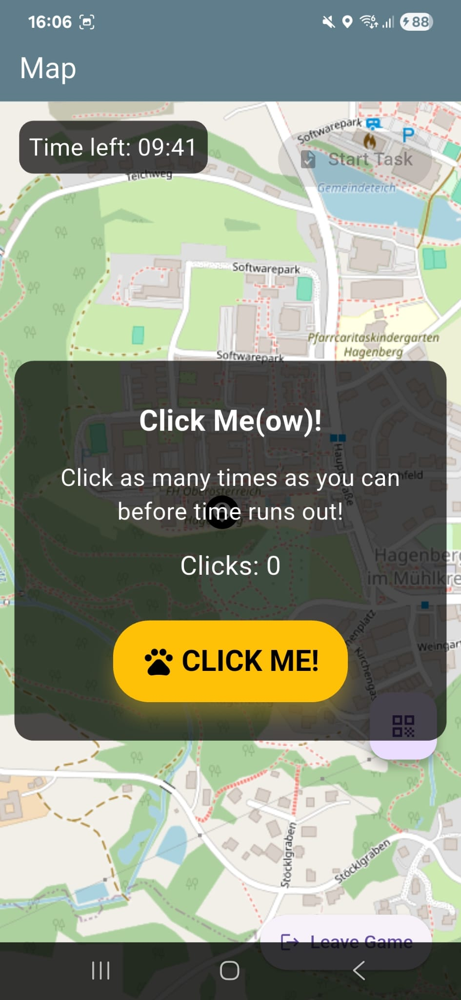 16:06
6
88
Map
Time left: 09:41
Softwarepark
P
Start Task
Gemeindeteich
Teichweg
Softwarepark
Pfarrcaritaskindergarten
Hagenberg
Softwarepark
Click Me(ow)!
Click as many times as you can
FH Oberösterreich
before time runs out!
Clicks: 0
Hagenber
im Mühlkre
Weingar
Kirchengas
CLICK ME!
Stöcklgraben
Stöcklgraben
Leave Game